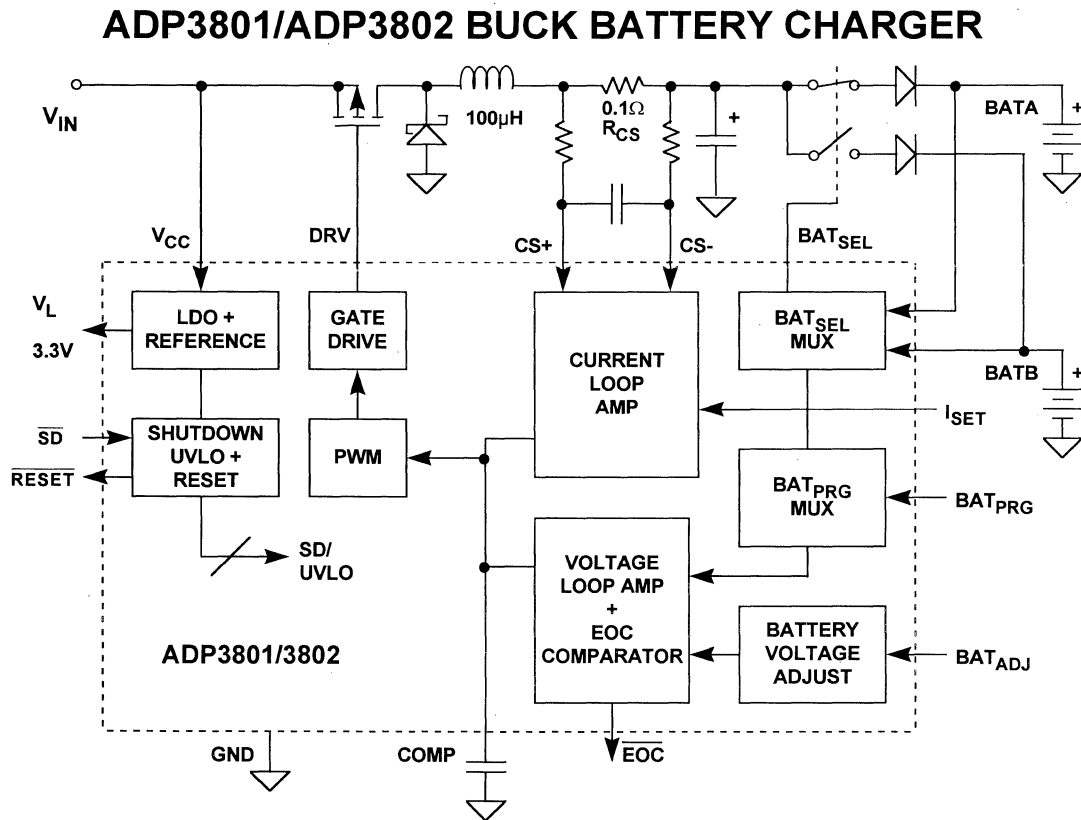 ADP3801/ADP3802 BUCK BATTERY CHARGER
VIN
100µH
0.1Ω
RCS
+
BATA
+
VCC
DRV
CS+
CS-
BATSEL
VL
3.3V
LDO +
REFERENCE
GATE
DRIVE
CURRENT
LOOP
AMP
BATSEL
MUX
BATB
+
ISET
SD
RESET
SHUTDOWN
UVLO +
RESET
PWM
BATPRG
MUX
BATPRG
SD/
UVLO
VOLTAGE
LOOP AMP
+
EOC
COMPARATOR
BATTERY
VOLTAGE
ADJUST
BATADJ
ADP3801/3802
GND
COMP
EOC